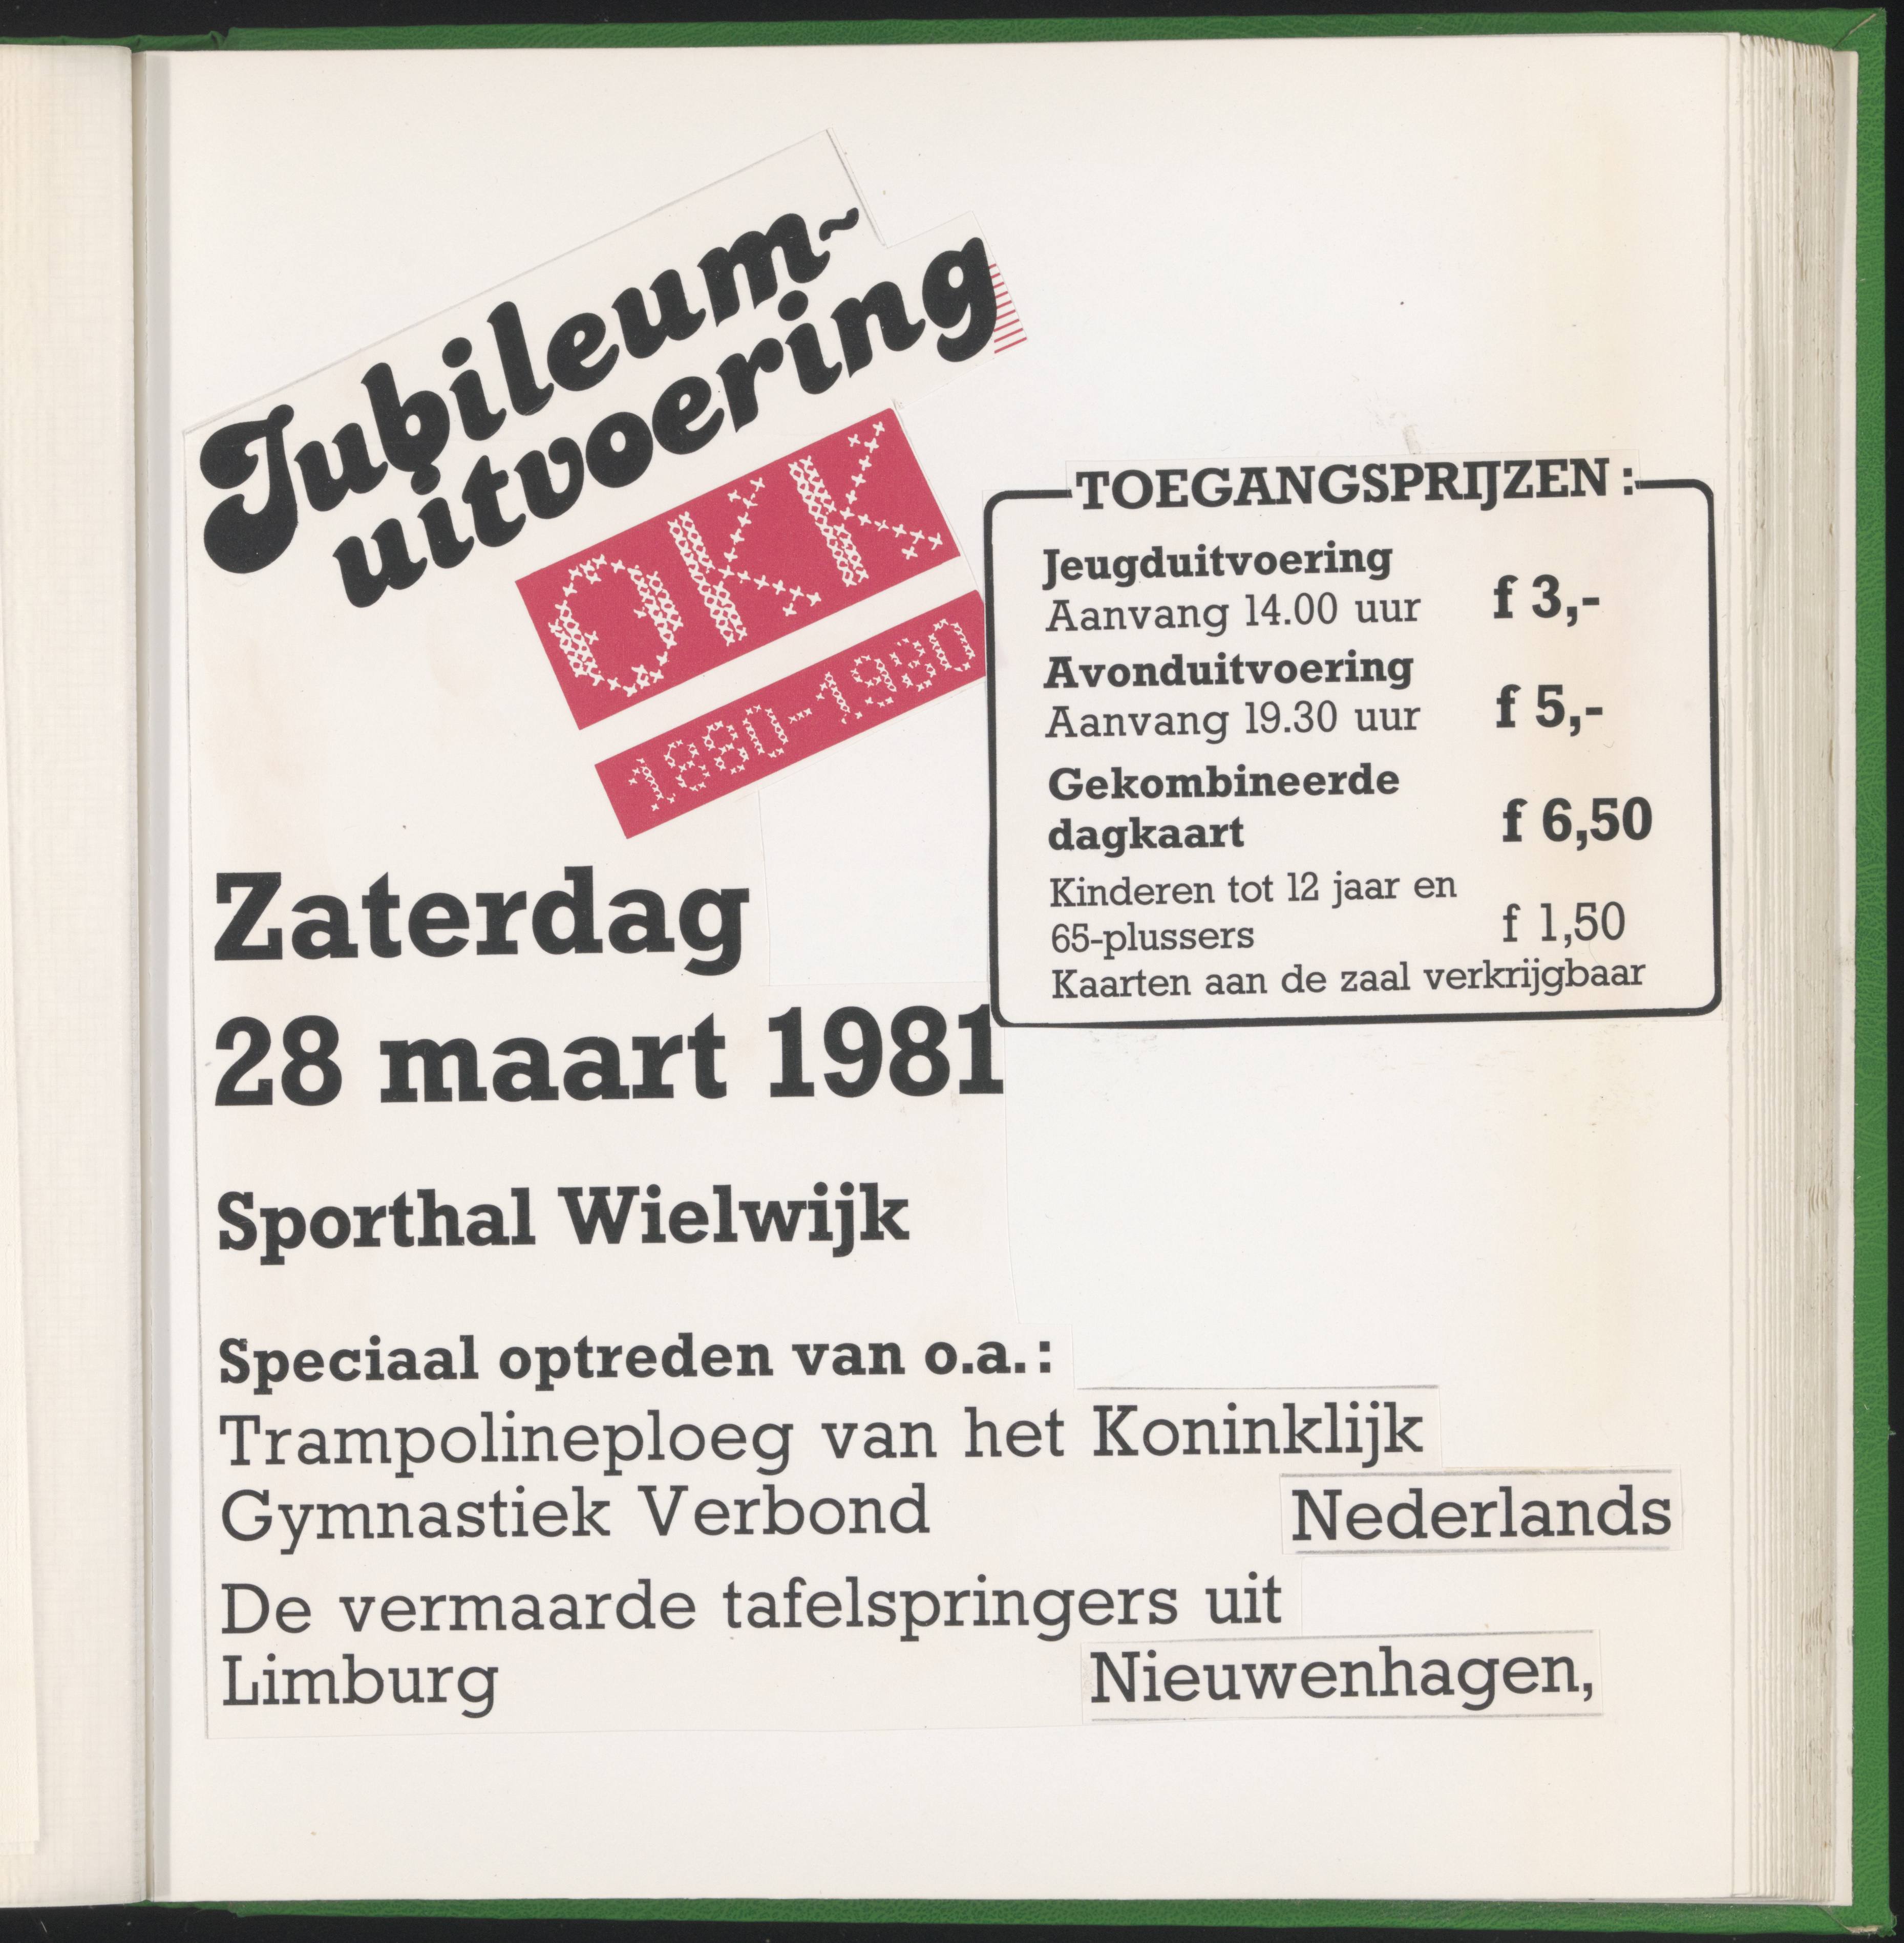 Jubileum-
uitvoering
OKK
1880-1980
TOEGANGSPRIJZEN:
Jeugduitvoering
Aanvang 14.00 uur f 3,-
Avonduitvoering
Aanvang 19.30 uur f 5,-
Gekombineerde
dagkaart f 6,50
Kinderen tot 12 jaar en
65-plussers f 1,50
Kaarten aan de zaal verkrijgbaar
Zaterdag
28 maart 1981
Sporthal Wielwijk
Speciaal optreden van o.a.:
Trampolineploeg van het Koninklijk
Gymnastiek Verbond Nederlands
De vermaarde tafelspringers uit
Limburg Nieuwenhagen,